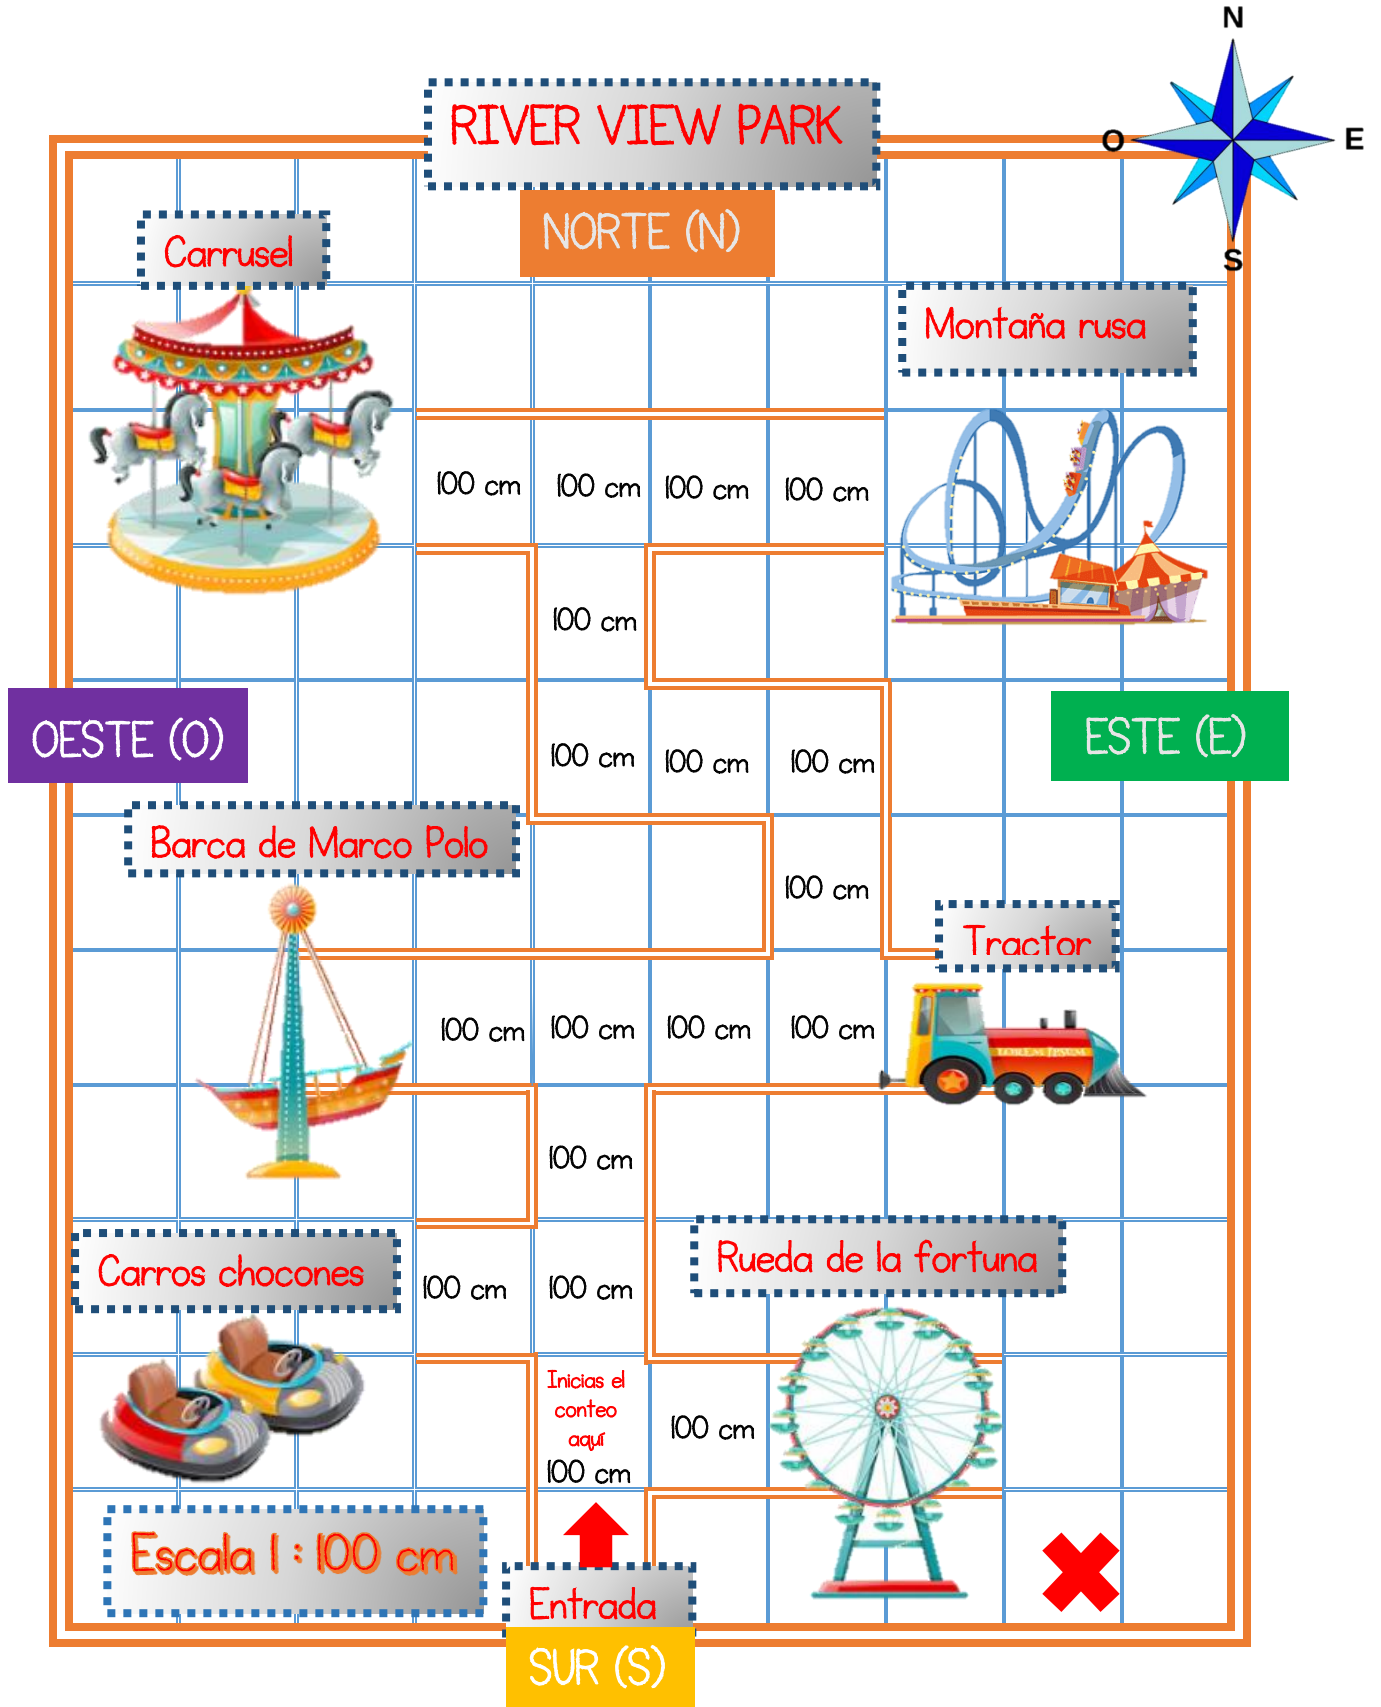 N
RIVER VIEW PARK
O
E
NORTE (N)
Carrusel
S
Montaña rusa
100 cm
100 cm
100 cm
100 cm
100 cm
OESTE (O)
ESTE (E)
100 cm
100 cm
100 cm
Barca de Marco Polo
100 cm
Tractor
100 cm
100 cm
100 cm
100 cm
LOREM IPSUM
100 cm
Carros chocones
Rueda de la fortuna
100 cm
100 cm
Inicias el
conteo
aquí
100 cm
100 cm
Escala 1 : 100 cm
Entrada
SUR (S)